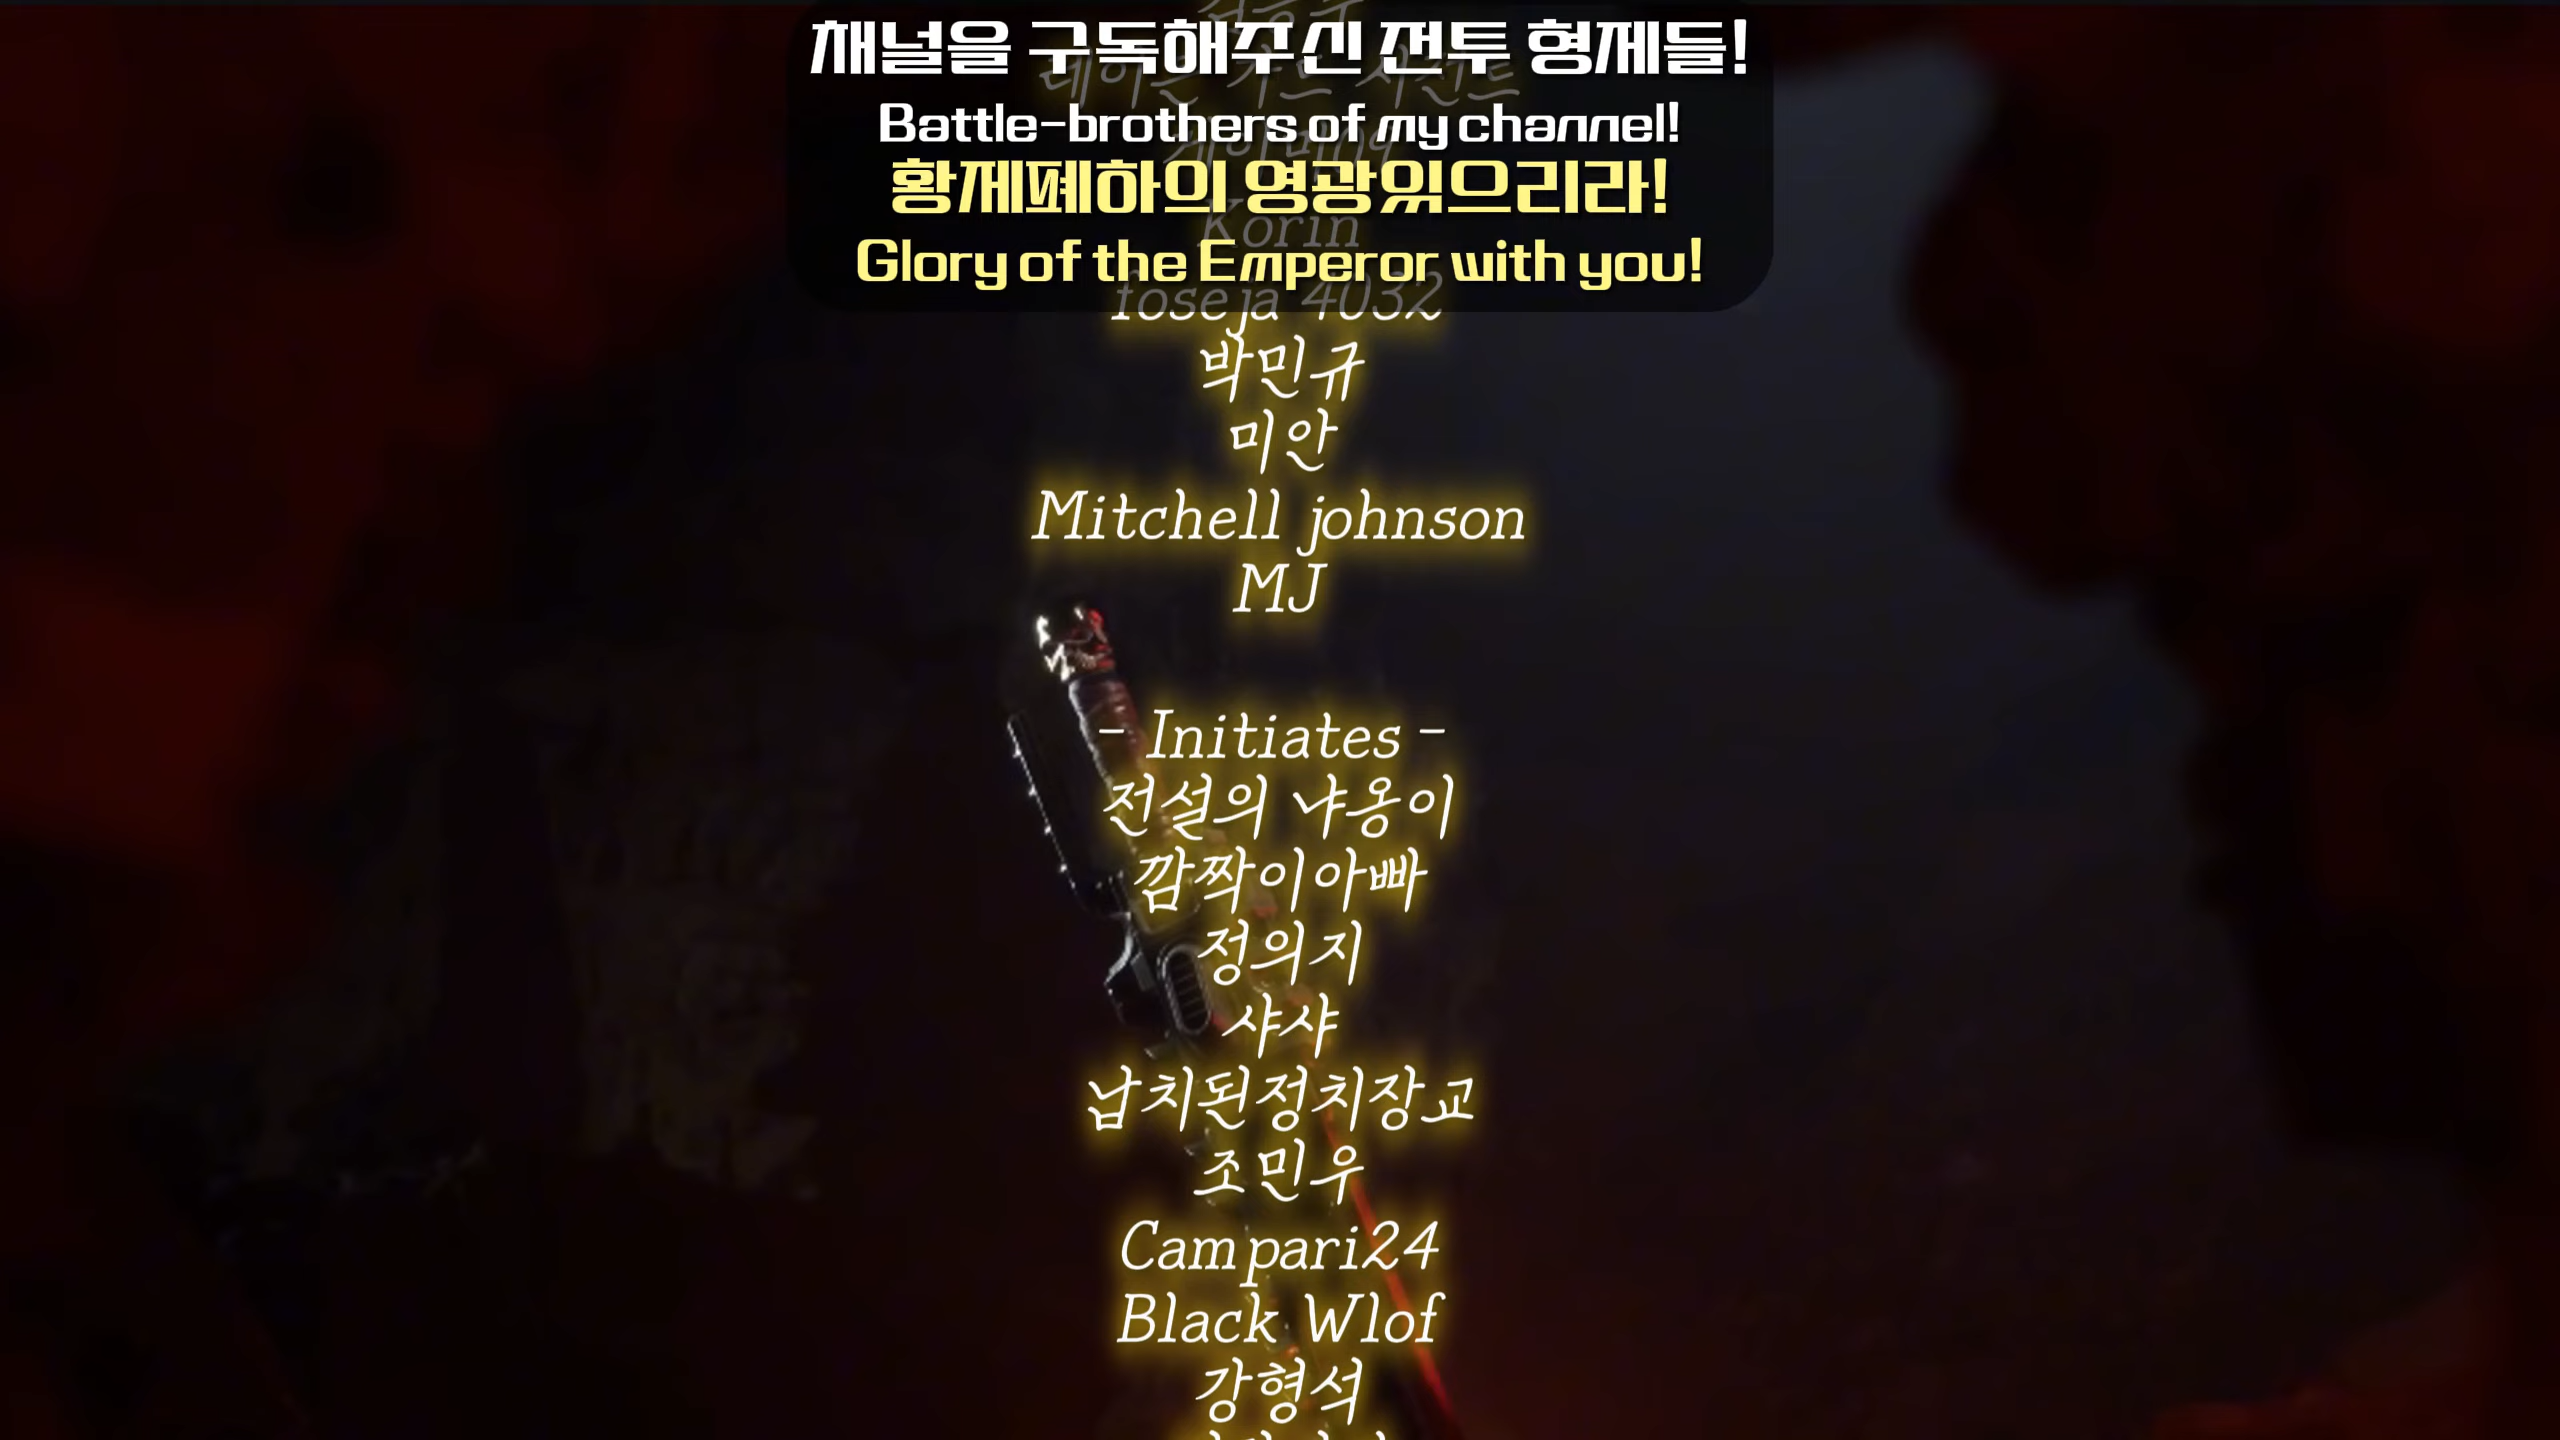 채널을 구독해주신 전투 형제들!
Battle-brothers of my channel!
황제폐하의 영광있으리라!
Glory of the Emperor with you!
Korin
foseja 4032
박민규
미안
Mitchell johnson
MJ
- Initiates -
전설의 냐옹이
깜짝이아빠
정의지
샤샤
납치된정치장교
조민우
Campari24
Black Wlof
강형석